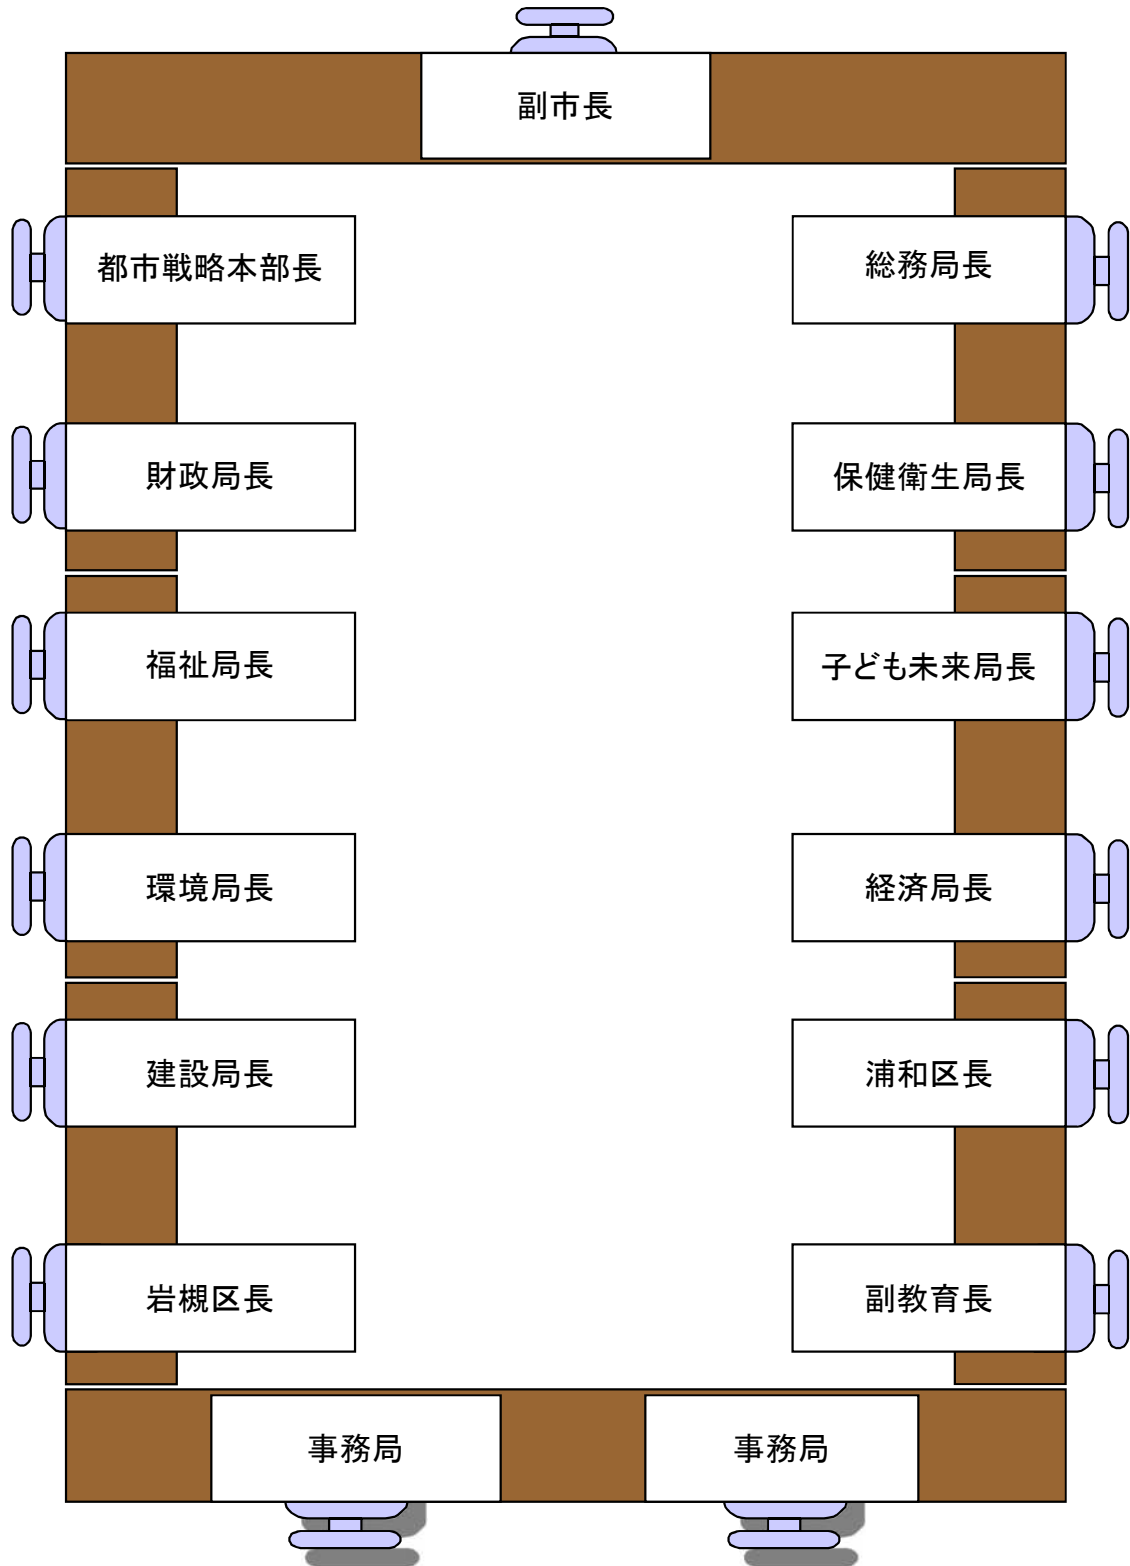 副市長
都市戦略本部長
総務局長
財政局長
保健衛生局長
福祉局長
子ども未来局長
環境局長
経済局長
建設局長
浦和区長
岩槻区長
副教育長
事務局
事務局